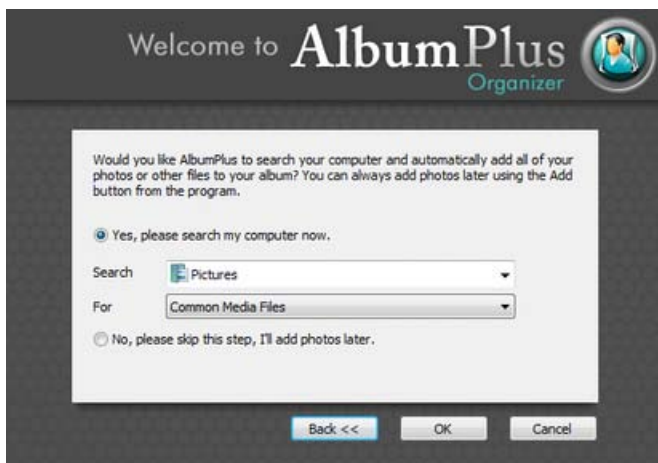 Welcome to AlbumPlus
Organizer
Would you like AlbumPlus to search your computer and automatically add all of your
photos or other files to your album? You can always add photos later using the Add
button from the program.
Yes, please search my computer now.
Search Pictures
For Common Media Files
No, please skip this step, I'll add photos later.
Back << OK Cancel